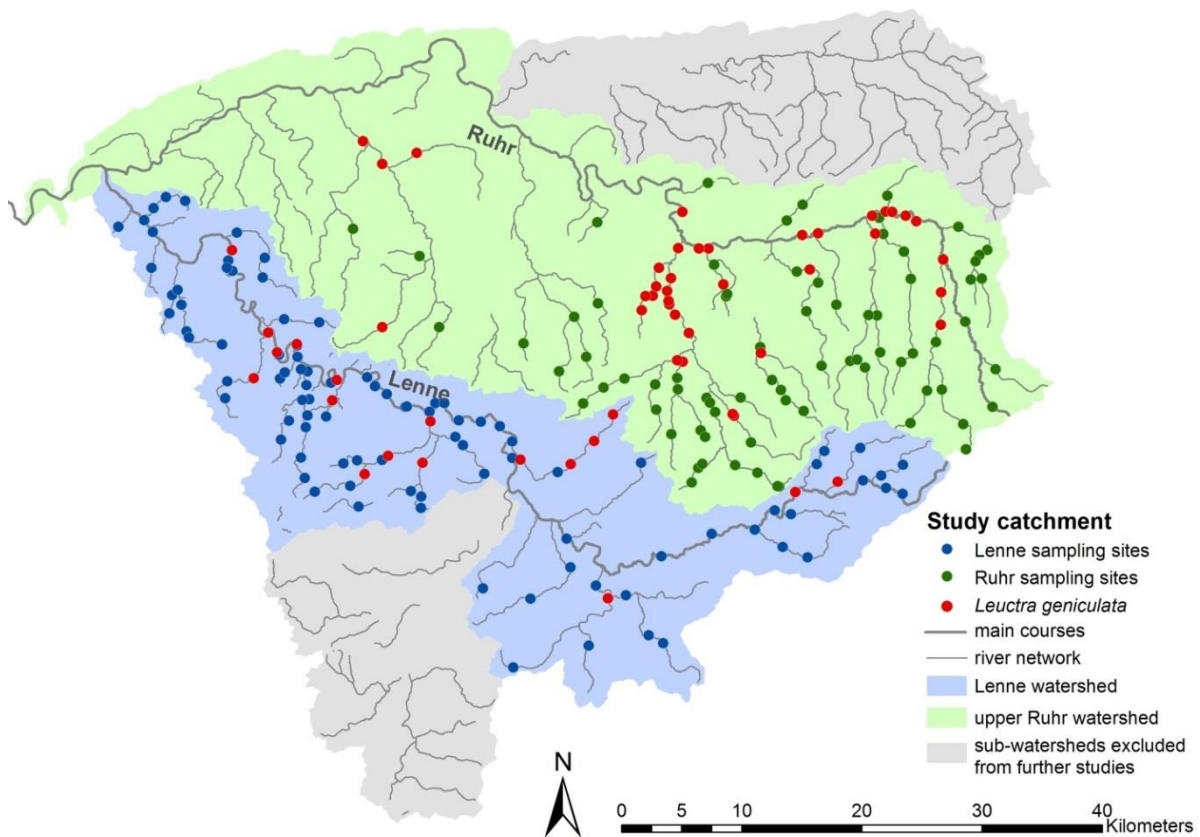 Ruhr
Lenne
Study catchment
Lenne sampling sites
Ruhr sampling sites
Leuctra geniculata
main courses
river network
Lenne watershed
upper Ruhr watershed
sub-watersheds excluded
from further studies
N
0 5 10 20 30 40
Kilometers